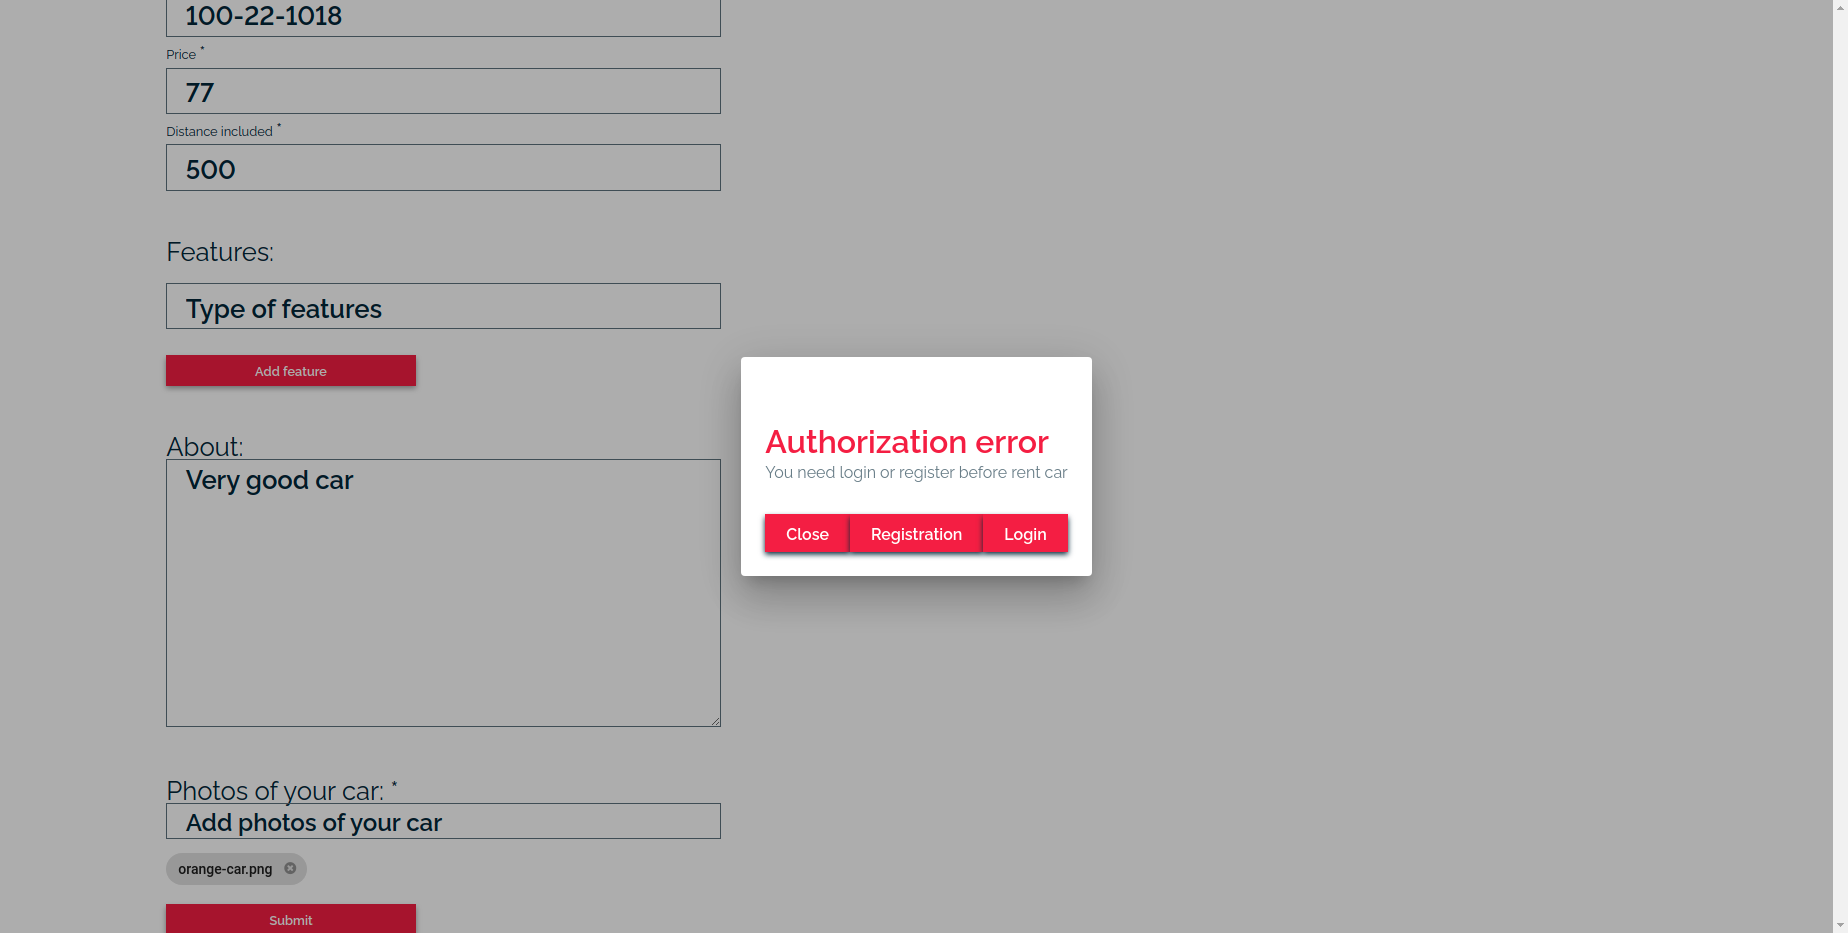 100-22-1018
Price *
77
Distance included *
500
Features:
Type of features
Add feature
About:
Very good car
Photos of your car: *
Add photos of your car
orange-car.png
Submit
Authorization error
You need login or register before rent car
Close
Registration
Login